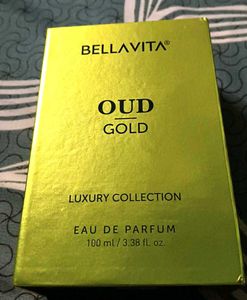 BELLAVITA®
OUD
GOLD
LUXURY COLLECTION
EAU DE PARFUM
100 ml / 3.38 fl. oz.